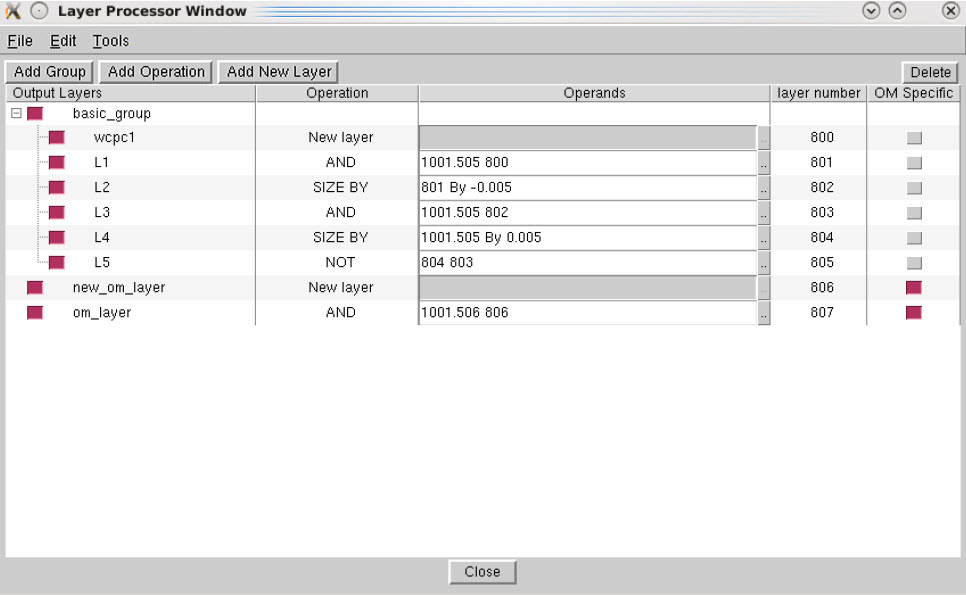 Layer Processor Window
File Edit Tools
Add Group Add Operation Add New Layer Delete
Output Layers Operation Operands layer number OM Specific
basic_group
wcpc1 New layer .. 800
L1 AND 1001.505 800 .. 801
L2 SIZE BY 801 By -0.005 .. 802
L3 AND 1001.505 802 .. 803
L4 SIZE BY 1001.505 By 0.005 .. 804
L5 NOT 804 803 .. 805
new_om_layer New layer .. 806
om_layer AND 1001.506 806 .. 807
Close